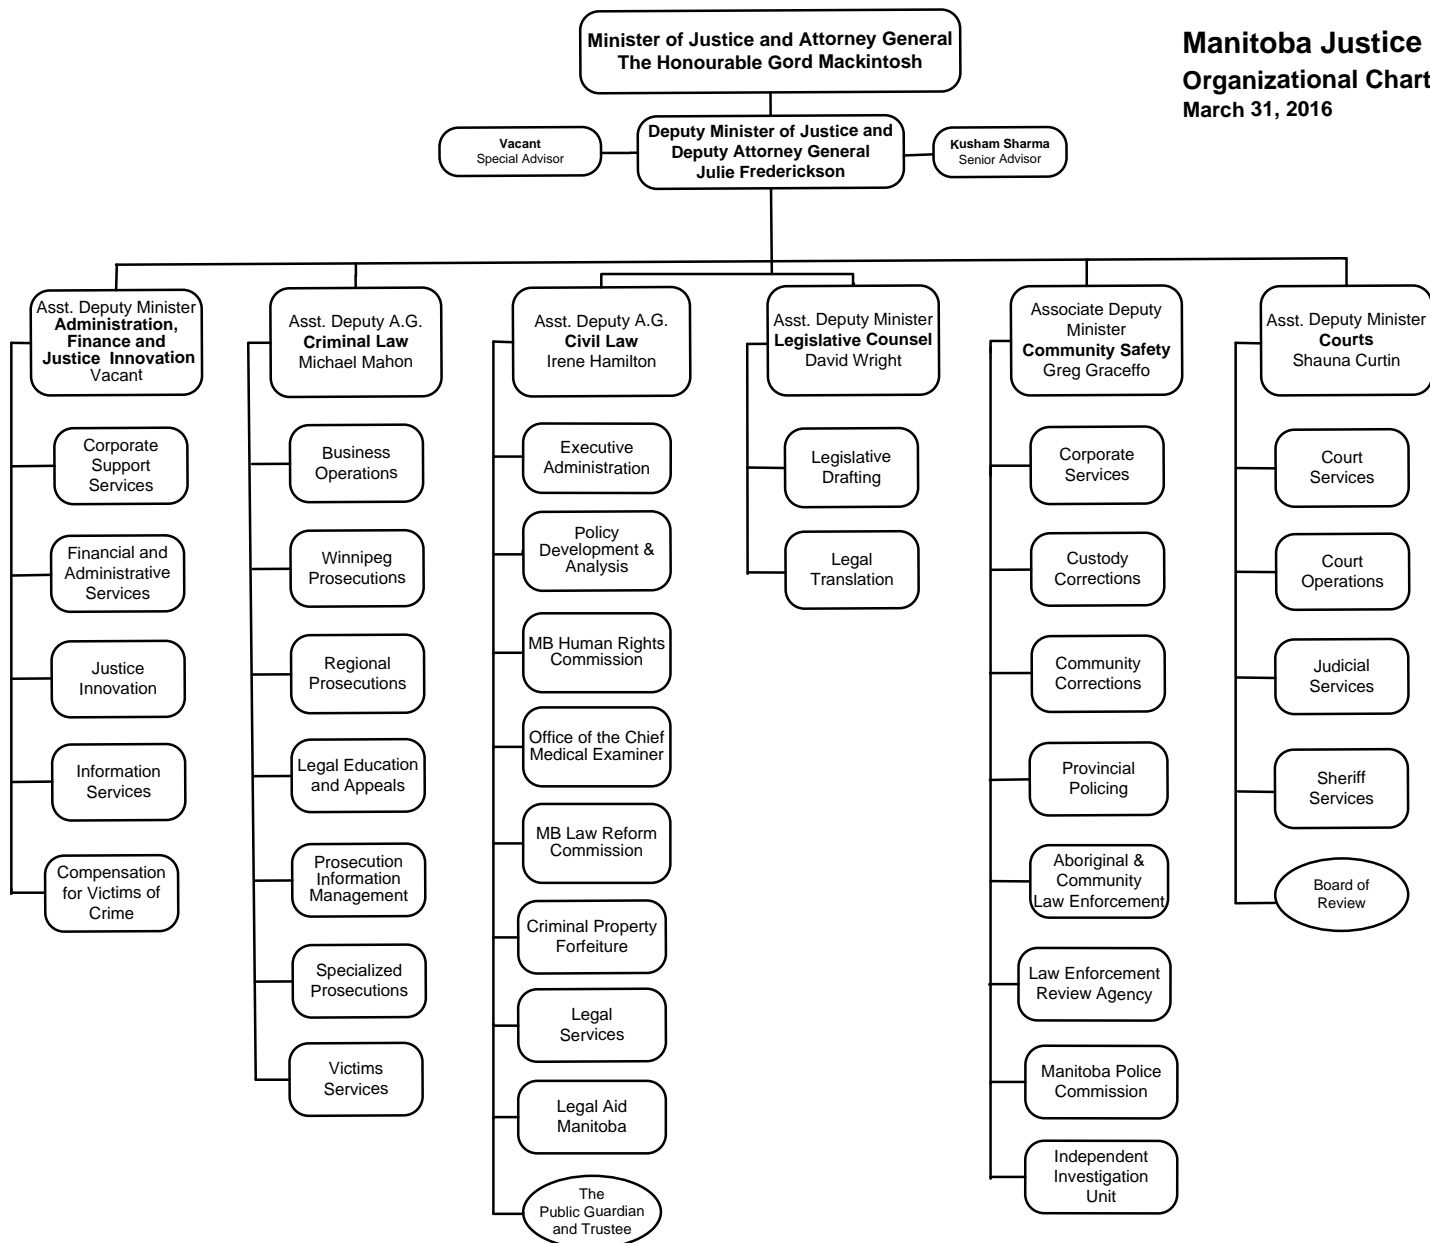 Manitoba Justice
Organizational Chart
March 31, 2016
Minister of Justice and Attorney General
The Honourable Gord Mackintosh
Deputy Minister of Justice and
Deputy Attorney General
Julie Frederickson
Vacant
Special Advisor
Kusham Sharma
Senior Advisor
Asst. Deputy Minister
Administration,
Finance and
Justice Innovation
Vacant
Corporate
Support
Services
Financial and
Administrative
Services
Justice
Innovation
Information
Services
Compensation
for Victims of
Crime
Asst. Deputy A.G.
Criminal Law
Michael Mahon
Business
Operations
Winnipeg
Prosecutions
Regional
Prosecutions
Legal Education
and Appeals
Prosecution
Information
Management
Specialized
Prosecutions
Victims
Services
Asst. Deputy A.G.
Civil Law
Irene Hamilton
Executive
Administration
Policy
Development &
Analysis
MB Human Rights
Commission
Office of the Chief
Medical Examiner
MB Law Reform
Commission
Criminal Property
Forfeiture
Legal
Services
Legal Aid
Manitoba
The
Public Guardian
and Trustee
Asst. Deputy Minister
Legislative Counsel
David Wright
Legislative
Drafting
Legal
Translation
Associate Deputy
Minister
Community Safety
Greg Graceffo
Corporate
Services
Custody
Corrections
Community
Corrections
Provincial
Policing
Aboriginal &
Community
Law Enforcement
Law Enforcement
Review Agency
Manitoba Police
Commission
Independent
Investigation
Unit
Asst. Deputy Minister
Courts
Shauna Curtin
Court
Services
Court
Operations
Judicial
Services
Sheriff
Services
Board of
Review